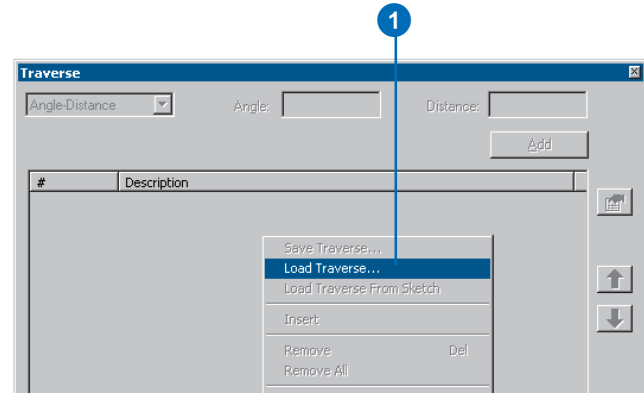 1
Traverse
Angle-Distance Angle: Distance:
Add
# Description
Save Traverse...
Load Traverse...
Load Traverse From Sketch
Insert
Remove Del
Remove All